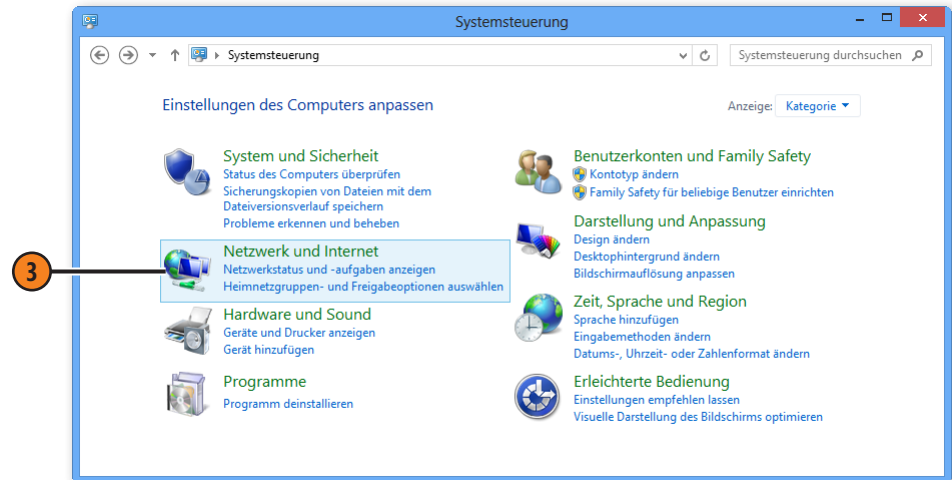 Systemsteuerung
Systemsteuerung
Systemsteuerung durchsuchen
Einstellungen des Computers anpassen
Anzeige: Kategorie
System und Sicherheit
Status des Computers überprüfen
Sicherungskopien von Dateien mit dem
Dateiversionsverlauf speichern
Probleme erkennen und beheben
3
Netzwerk und Internet
Netzwerkstatus und -aufgaben anzeigen
Heimnetzgruppen- und Freigabeoptionen auswählen
Hardware und Sound
Geräte und Drucker anzeigen
Gerät hinzufügen
Programme
Programm deinstallieren
Benutzerkonten und Family Safety
Kontotyp ändern
Family Safety für beliebige Benutzer einrichten
Darstellung und Anpassung
Design ändern
Desktophintergrund ändern
Bildschirmauflösung anpassen
Zeit, Sprache und Region
Sprache hinzufügen
Eingabemethoden ändern
Datums-, Uhrzeit- oder Zahlenformat ändern
Erleichterte Bedienung
Einstellungen empfehlen lassen
Visuelle Darstellung des Bildschirms optimieren